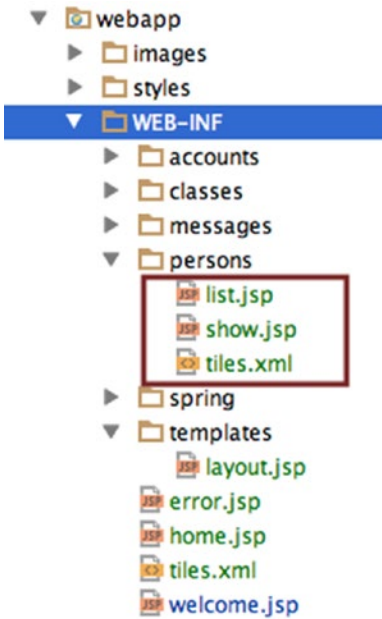 webapp
images
styles
WEB-INF
accounts
classes
messages
persons
list.jsp
show.jsp
tiles.xml
spring
templates
layout.jsp
error.jsp
home.jsp
tiles.xml
welcome.jsp